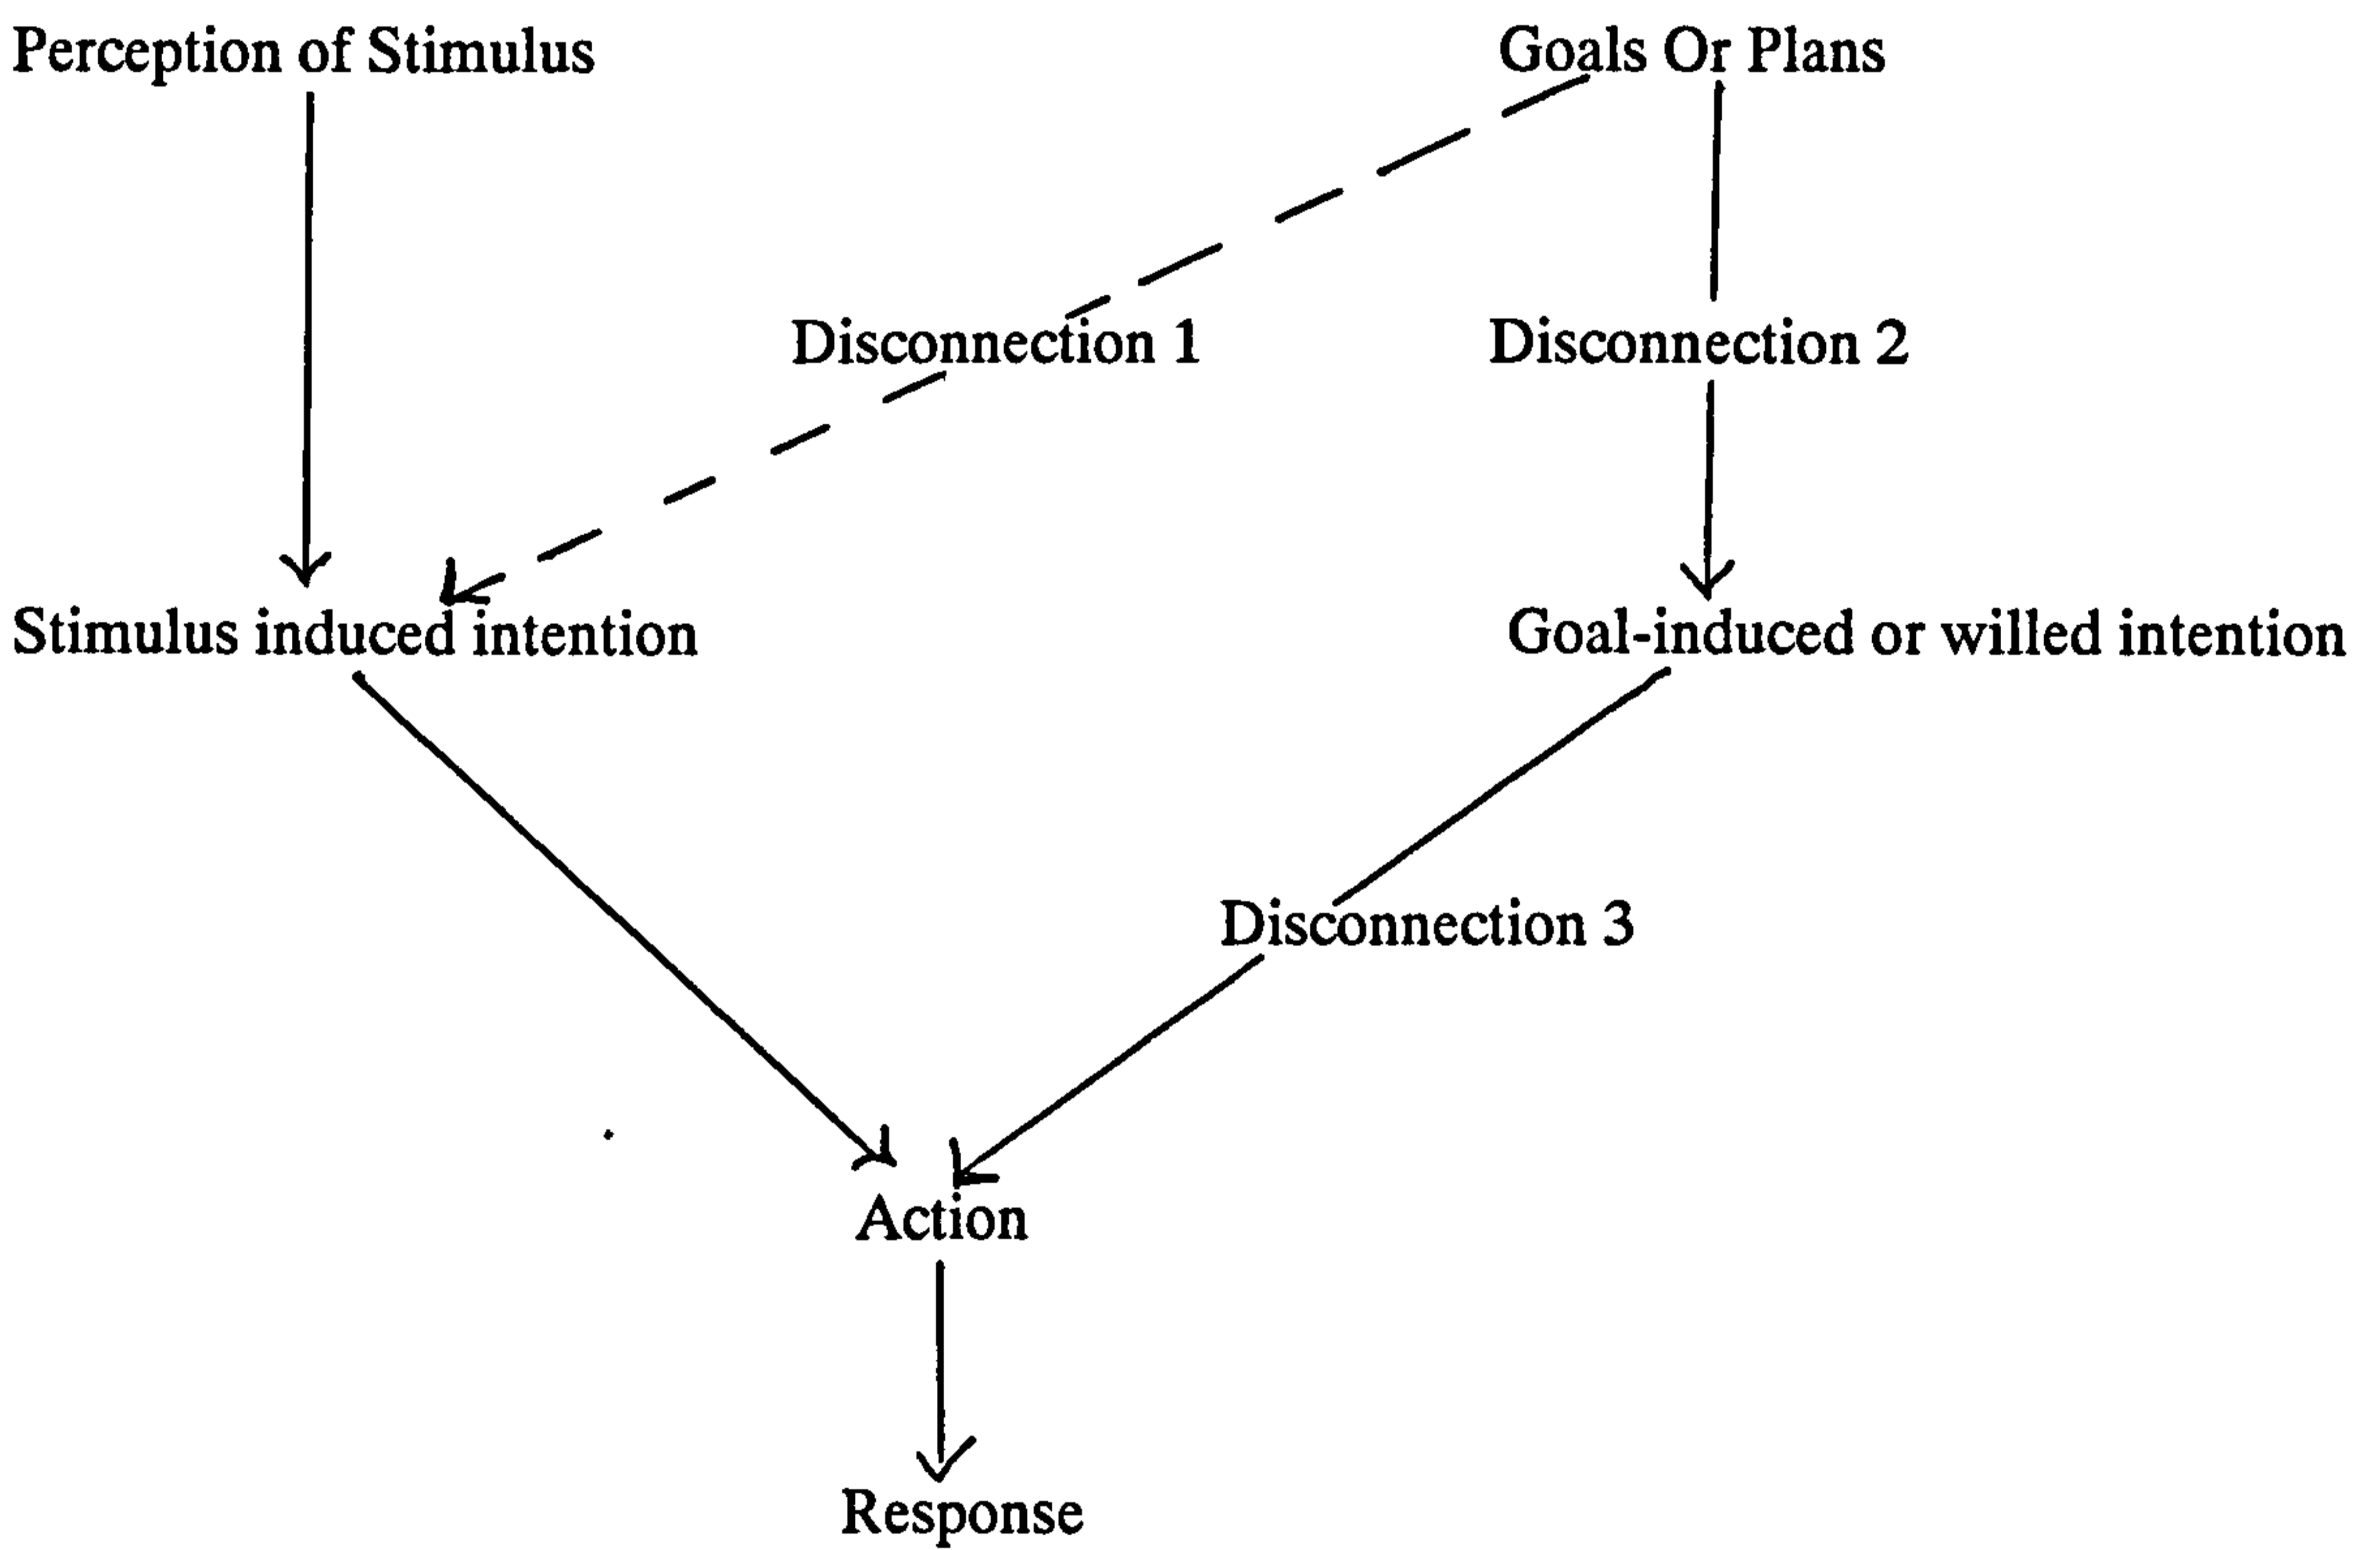 Perception of Stimulus
Goals Or Plans
Disconnection 1
Disconnection 2
Stimulus induced intention
Goal-induced or willed intention
Disconnection 3
Action
Response